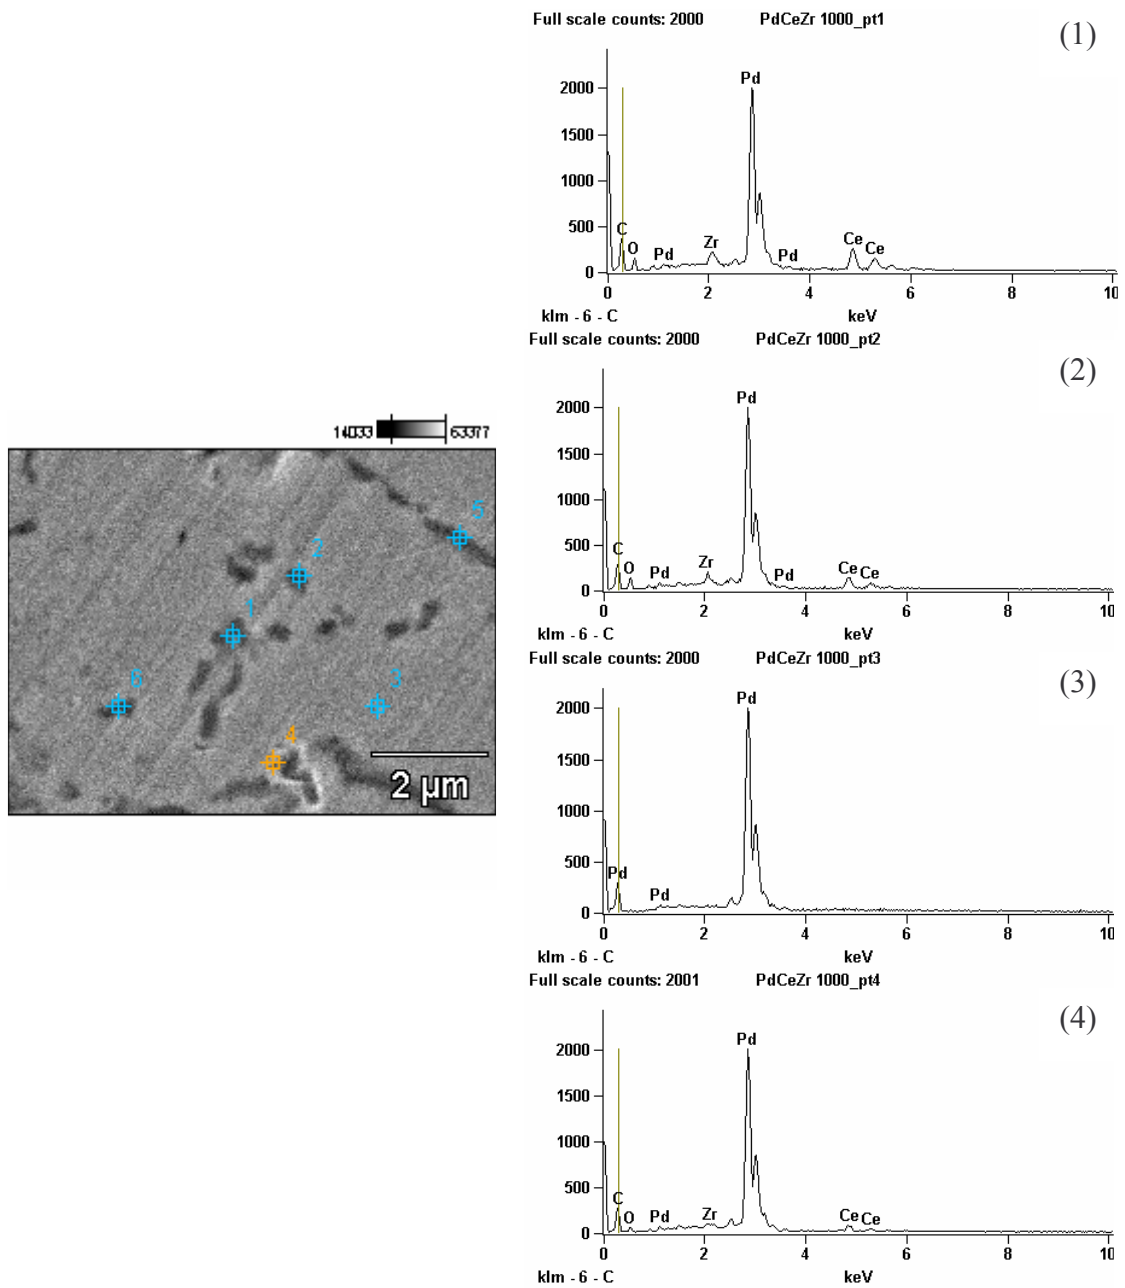 14033 63377
5
2
1
6
3
4
2 µm
Full scale counts: 2000 PdCeZr 1000_pt1
(1)
Pd
2000
1500
1000
500
0
C
O
Pd
Zr
Pd
Ce
Ce
0 2 4 6 8 10
klm - 6 - C keV
Full scale counts: 2000 PdCeZr 1000_pt2
(2)
Pd
2000
1500
1000
500
0
C
O
Pd
Zr
Pd
Ce
Ce
0 2 4 6 8 10
klm - 6 - C keV
Full scale counts: 2000 PdCeZr 1000_pt3
(3)
Pd
2000
1500
1000
500
0
Pd
Pd
0 2 4 6 8 10
klm - 6 - C keV
Full scale counts: 2001 PdCeZr 1000_pt4
(4)
Pd
2000
1500
1000
500
0
C
O
Pd
Zr
Ce
Ce
0 2 4 6 8 10
klm - 6 - C keV